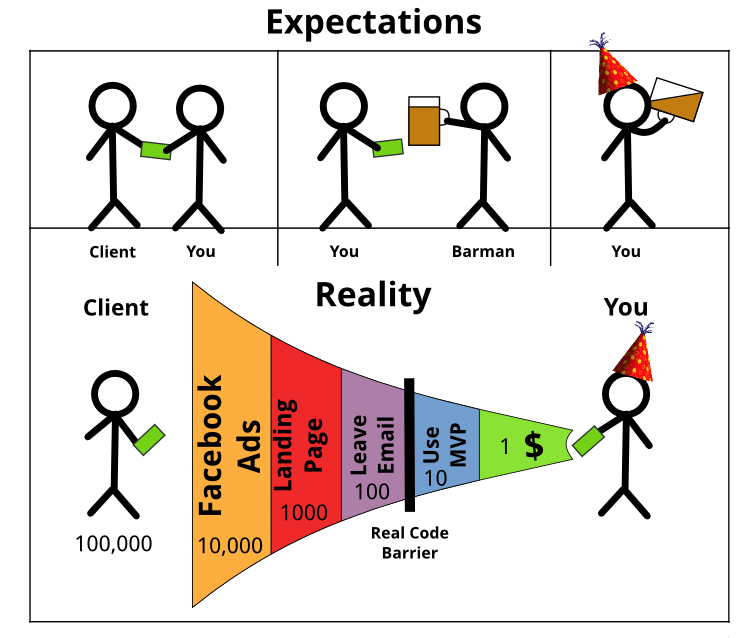 Expectations
Client
You
You
Barman
You
Reality
Client
You
Facebook
Ads
10,000
Landing
Page
1000
Leave
Email
100
Use
MVP
10
1 $
100,000
Real Code
Barrier